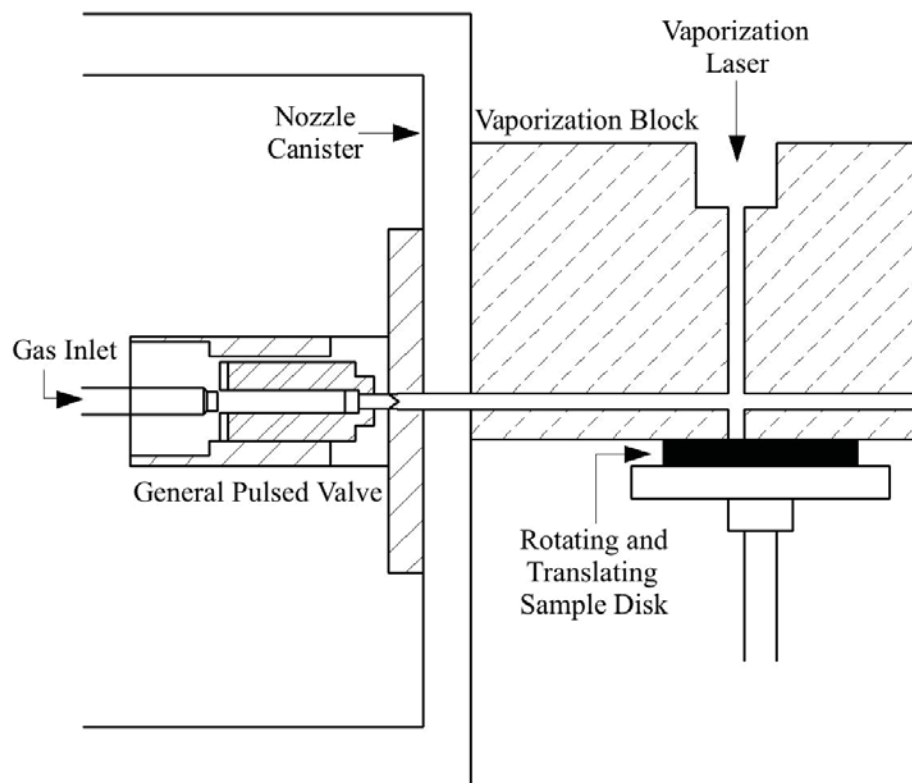 Vaporization
Laser
Nozzle
Canister
Vaporization Block
Gas Inlet
General Pulsed Valve
Rotating and
Translating
Sample Disk